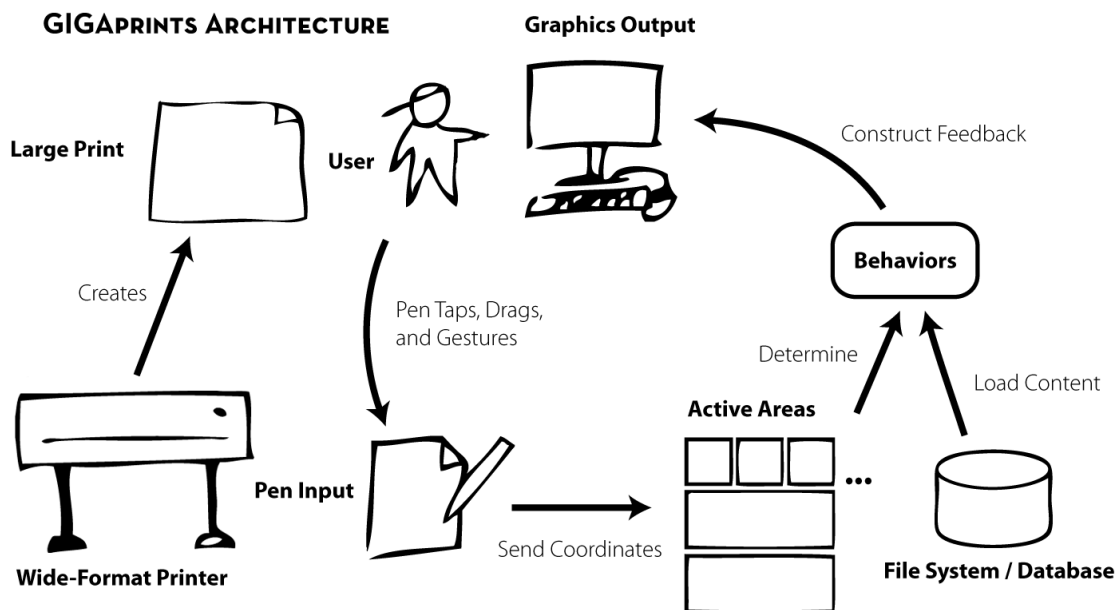 GIGAPRINTS ARCHITECTURE
Graphics Output
Large Print
User
Construct Feedback
Behaviors
Creates
Pen Taps, Drags,
and Gestures
Determine
Load Content
Active Areas
Pen Input
...
Send Coordinates
Wide-Format Printer
File System / Database